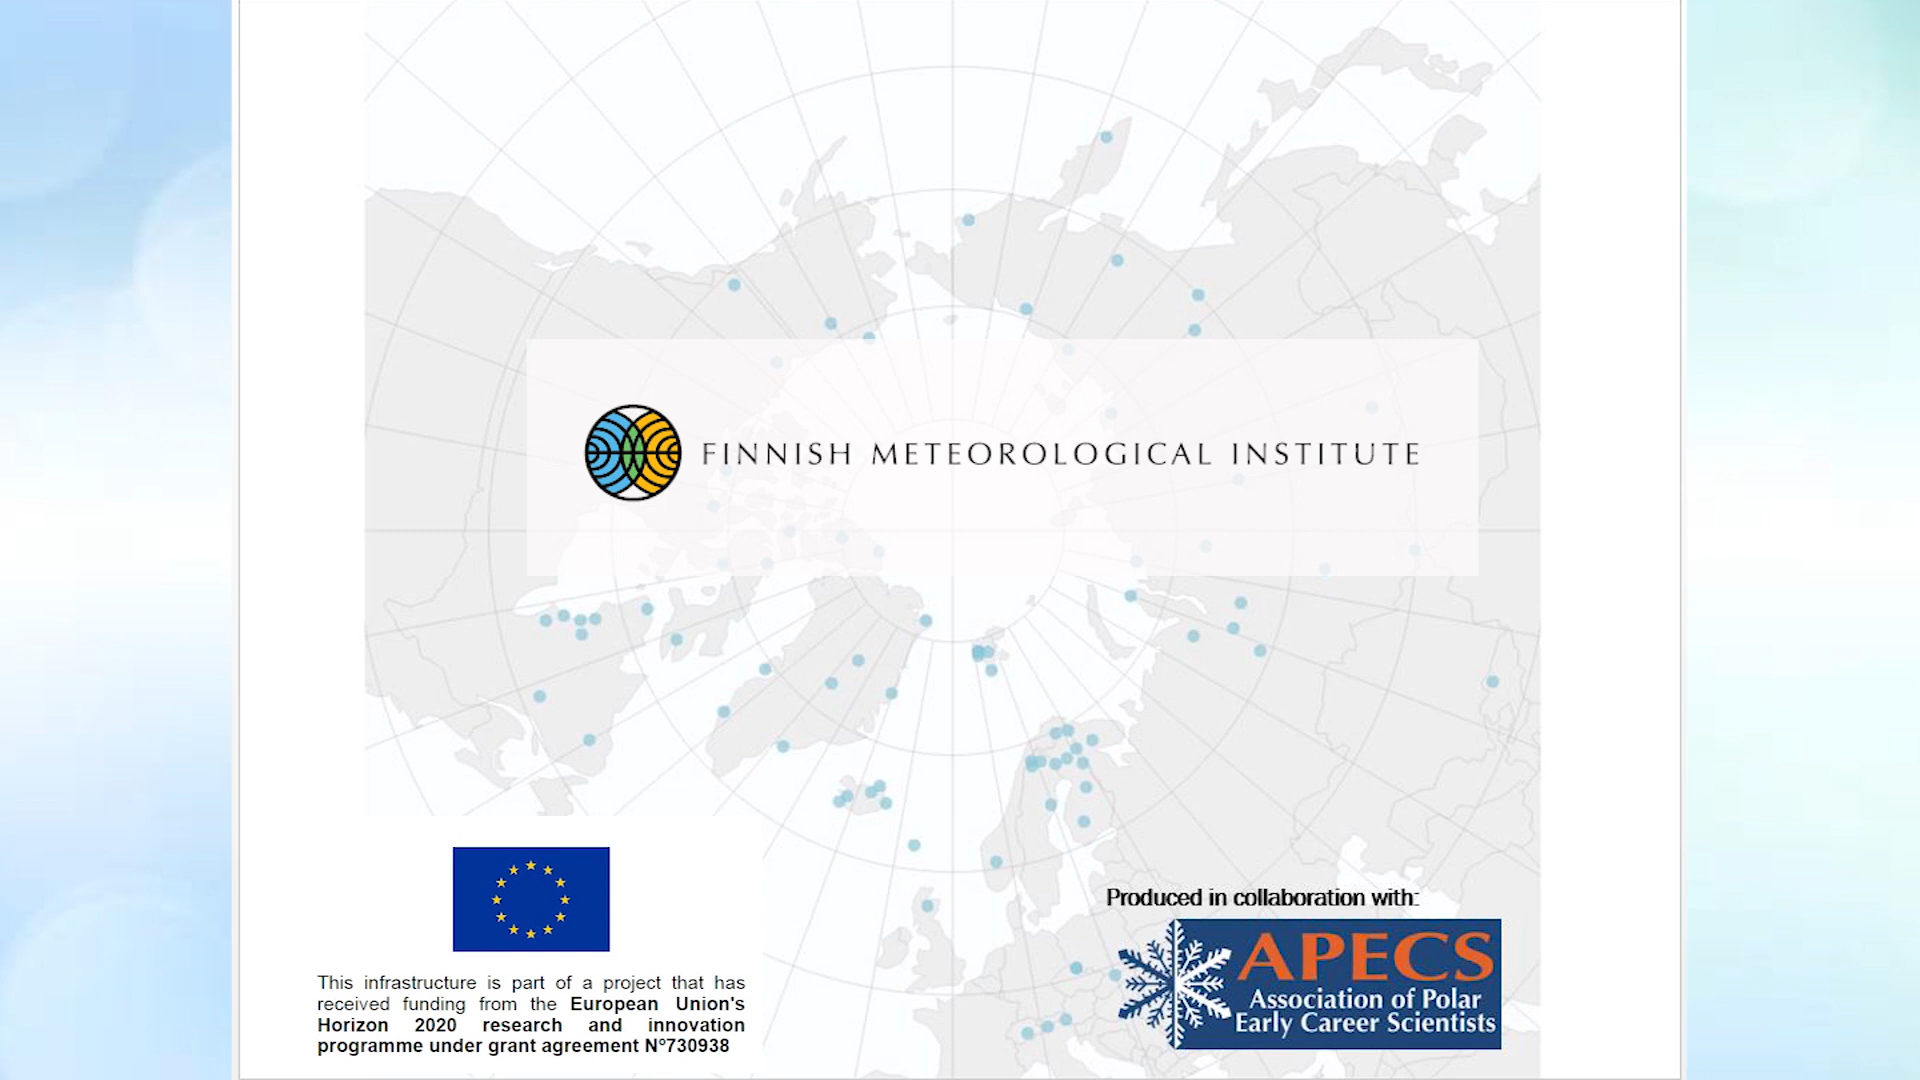 FINNISH METEOROLOGICAL INSTITUTE
This infrastructure is part of a project that has
received funding from the European Union's
Horizon 2020 research and innovation
programme under grant agreement Nº730938
Produced in collaboration with:
APECS
Association of Polar
Early Career Scientists